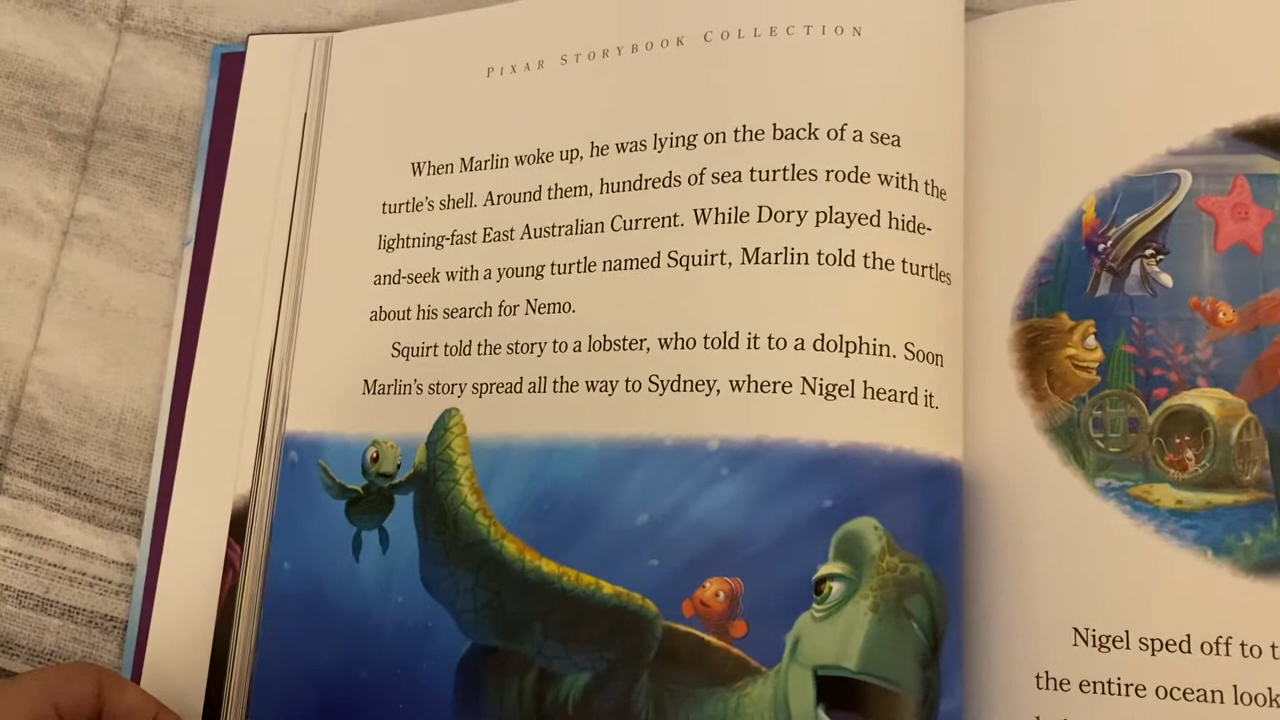 PIXAR STORYBOOK COLLECTION
When Marlin woke up, he was lying on the back of a sea
turtle's shell. Around them, hundreds of sea turtles rode with the
lightning-fast East Australian Current. While Dory played hide-
and-seek with a young turtle named Squirt, Marlin told the turtles
about his search for Nemo.
Squirt told the story to a lobster, who told it to a dolphin. Soon
Marlin's story spread all the way to Sydney, where Nigel heard it.
Nigel sped off to
the entire ocean